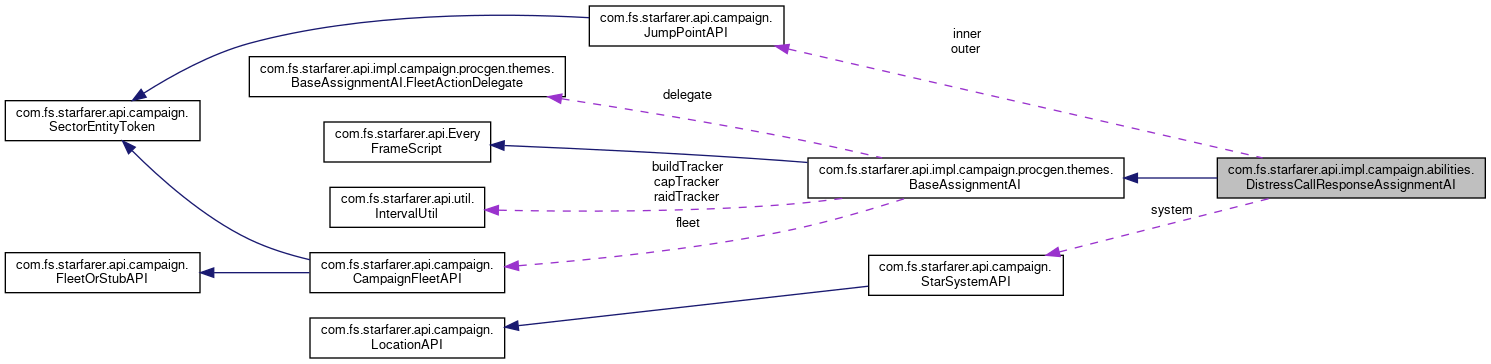 com.fs.starfarer.api.campaign.
JumpPointAPI
inner
outer
com.fs.starfarer.api.impl.campaign.procgen.themes.
BaseAssignmentAI.FleetActionDelegate
delegate
com.fs.starfarer.api.campaign.
SectorEntityToken
com.fs.starfarer.api.Every
FrameScript
buildTracker
capTracker
raidTracker
com.fs.starfarer.api.impl.campaign.procgen.themes.
BaseAssignmentAI
com.fs.starfarer.api.impl.campaign.abilities.
DistressCallResponseAssignmentAI
com.fs.starfarer.api.util.
IntervalUtil
fleet
system
com.fs.starfarer.api.campaign.
FleetOrStubAPI
com.fs.starfarer.api.campaign.
CampaignFleetAPI
com.fs.starfarer.api.campaign.
StarSystemAPI
com.fs.starfarer.api.campaign.
LocationAPI